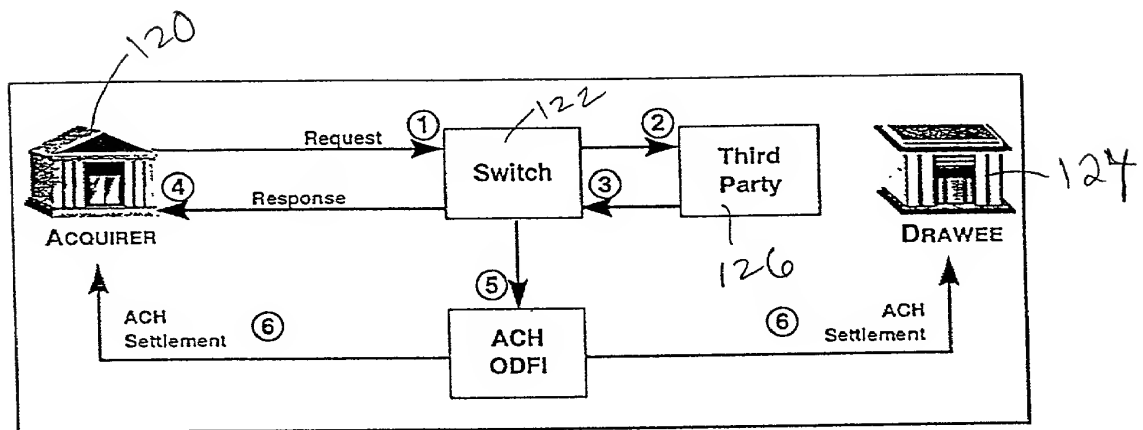 120
122
Request ① ②
Switch
Third
Party
④ ③
Response
124
ACQUIRER
DRAWEE
126
⑤
ACH
Settlement ⑥
ACH
ODFI
⑥ ACH
Settlement